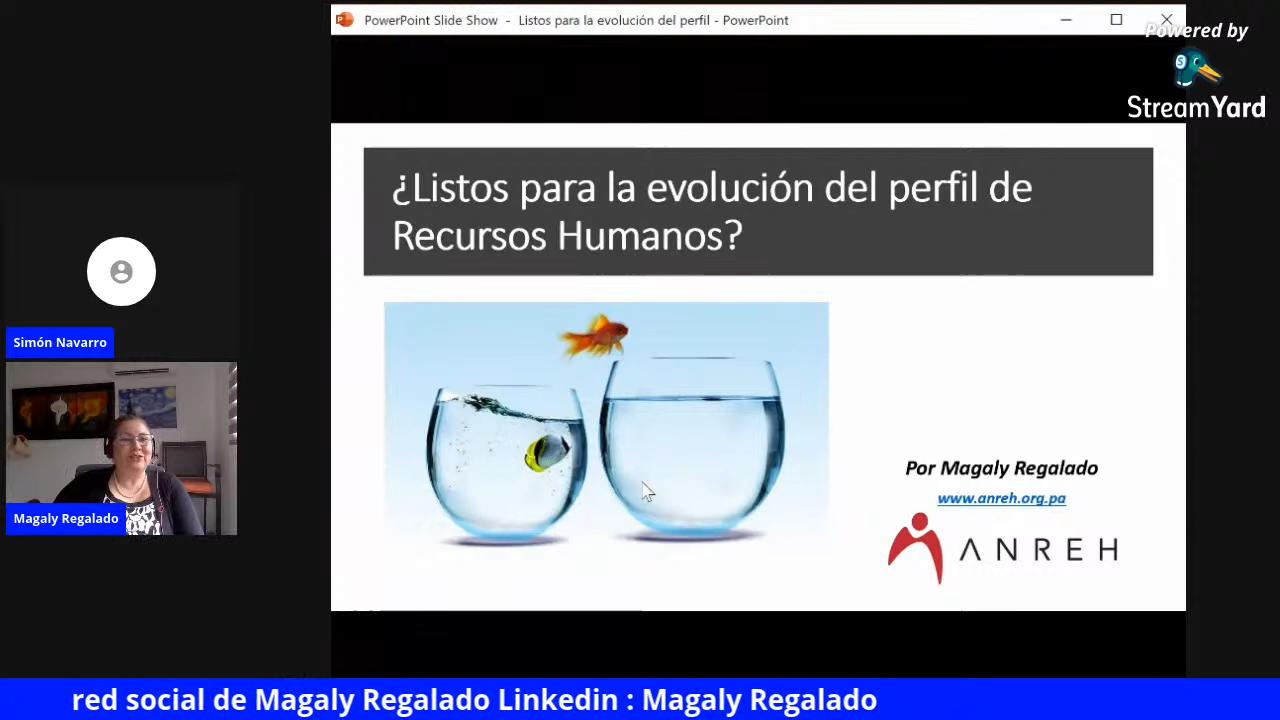 PowerPoint Slide Show - Listos para la evolución del perfil - PowerPoint
Powered by
StreamYard
¿Listos para la evolución del perfil de
Recursos Humanos?
Simón Navarro
Magaly Regalado
Por Magaly Regalado
www.anreh.org.pa
ANREH
red social de Magaly Regalado Linkedin : Magaly Regalado